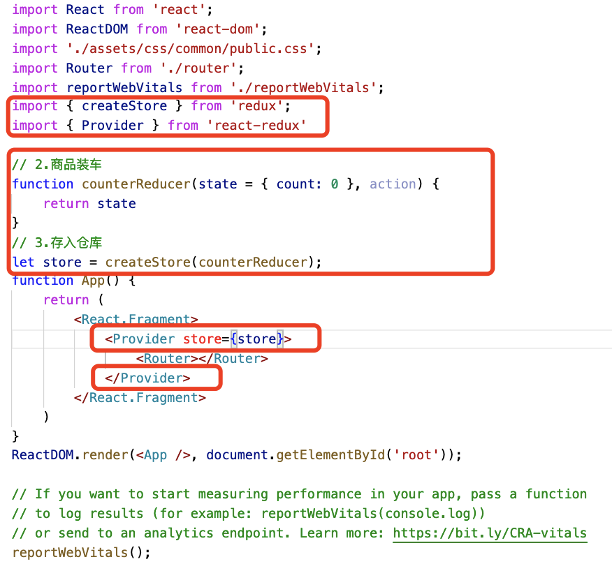 import React from 'react';
import ReactDOM from 'react-dom';
import './assets/css/common/public.css';
import Router from './router';
import reportWebVitals from './reportWebVitals';
import { createStore } from 'redux';
import { Provider } from 'react-redux'
// 2.商品装车
function counterReducer(state = { count: 0 }, action) {
return state
}
// 3.存入仓库
let store = createStore(counterReducer);
function App() {
return (
<React.Fragment>
<Provider store={store}>
<Router></Router>
</Provider>
</React.Fragment>
)
}
ReactDOM.render(<App />, document.getElementById('root'));
// If you want to start measuring performance in your app, pass a function
// to log results (for example: reportWebVitals(console.log))
// or send to an analytics endpoint. Learn more: https://bit.ly/CRA-vitals
reportWebVitals();